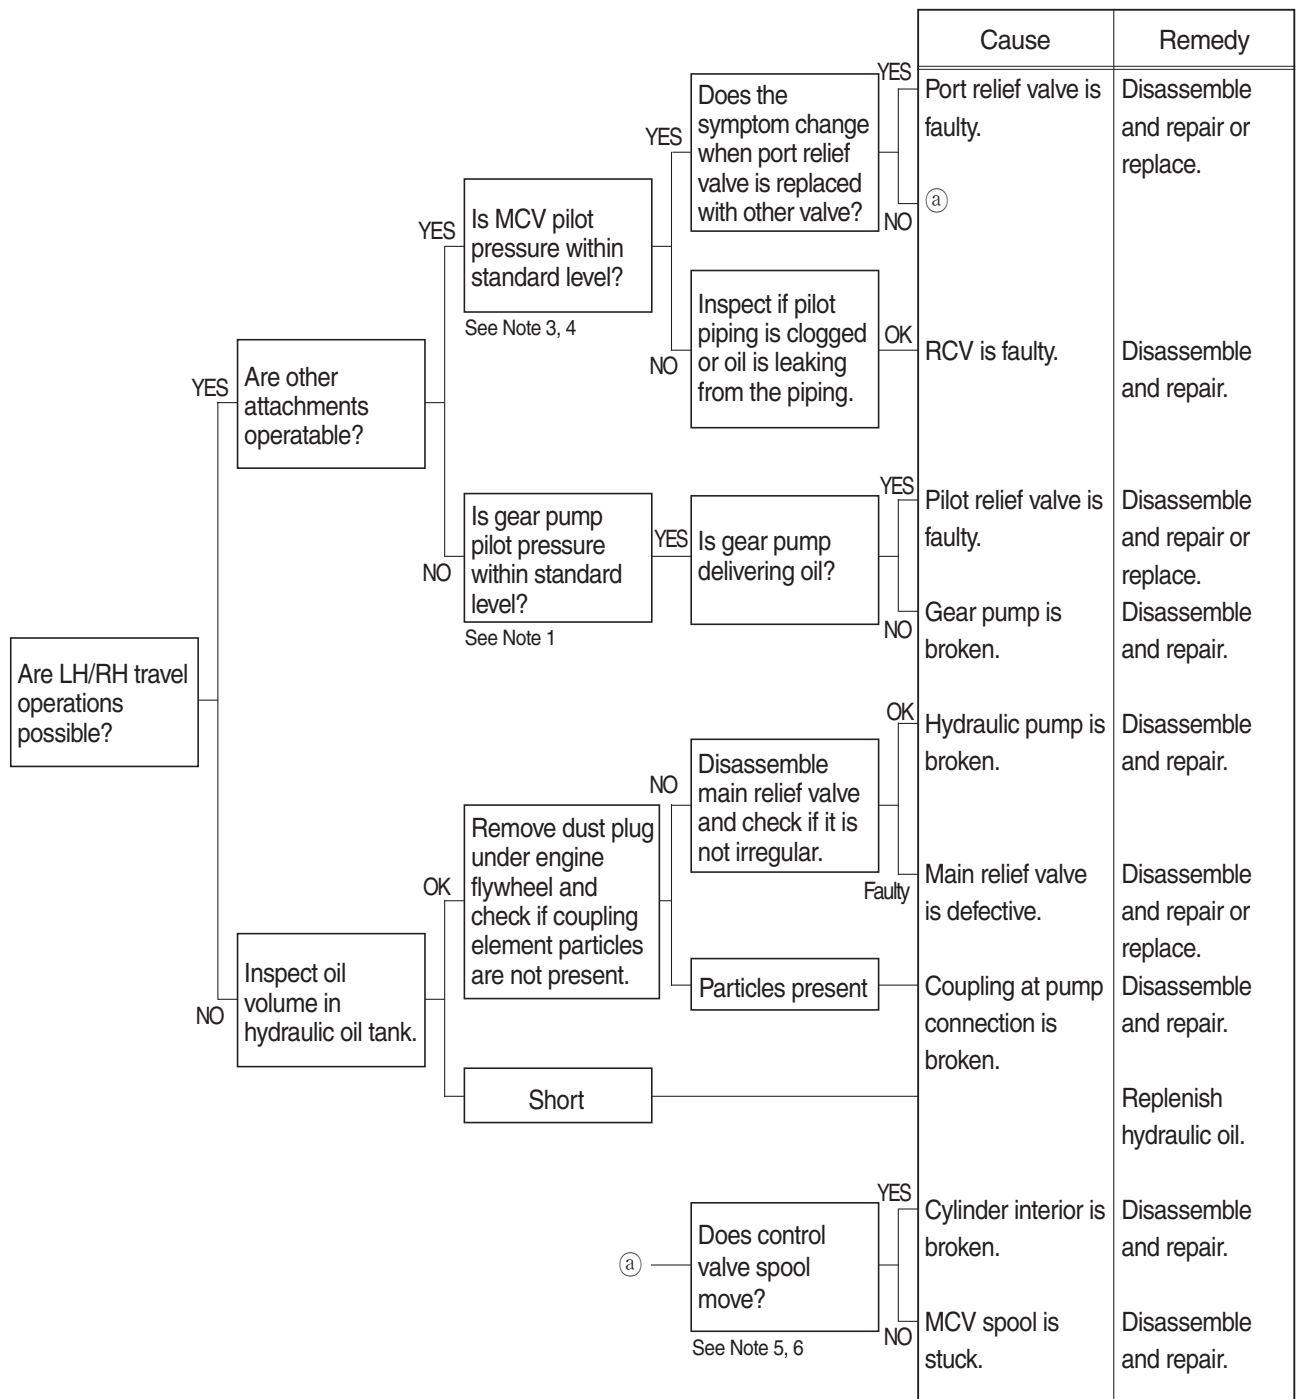 Cause
Remedy
Are LH/RH travel
operations
possible?
YES
NO
Are other
attachments
operatable?
YES
NO
Is MCV pilot
pressure within
standard level?
See Note 3, 4
YES
NO
Does the
symptom change
when port relief
valve is replaced
with other valve?
YES
NO
Port relief valve is
faulty.
Disassemble
and repair or
replace.
ⓐ
Inspect if pilot
piping is clogged
or oil is leaking
from the piping.
OK
RCV is faulty.
Disassemble
and repair.
Is gear pump
pilot pressure
within standard
level?
See Note 1
YES
Is gear pump
delivering oil?
YES
NO
Pilot relief valve is
faulty.
Disassemble
and repair or
replace.
Gear pump is
broken.
Disassemble
and repair.
Inspect oil
volume in
hydraulic oil tank.
OK
Remove dust plug
under engine
flywheel and
check if coupling
element particles
are not present.
NO
Disassemble
main relief valve
and check if it is
not irregular.
OK
Faulty
Hydraulic pump is
broken.
Disassemble
and repair.
Main relief valve
is defective.
Disassemble
and repair or
replace.
Particles present
Coupling at pump
connection is
broken.
Disassemble
and repair.
Short
Replenish
hydraulic oil.
ⓐ
Does control
valve spool
move?
See Note 5, 6
YES
NO
Cylinder interior is
broken.
Disassemble
and repair.
MCV spool is
stuck.
Disassemble
and repair.